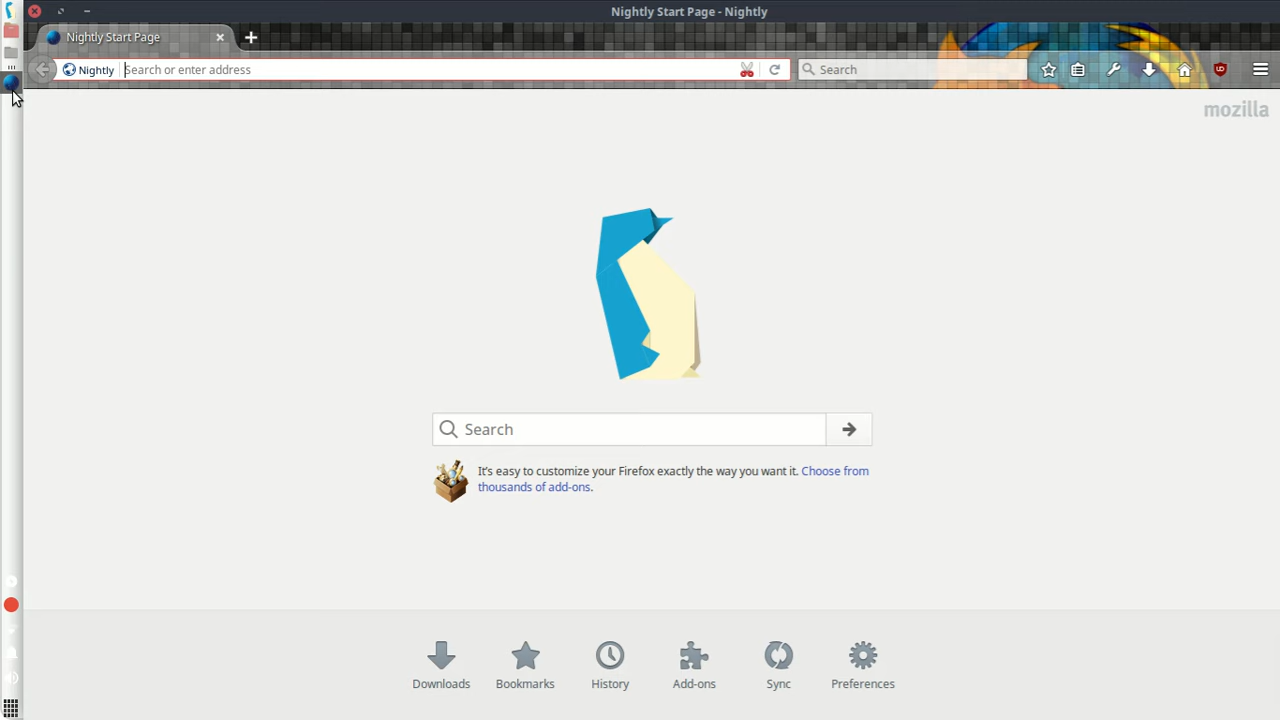 Nightly Start Page - Nightly
Nightly Start Page
Nightly
Search or enter address
Search
mozilla
Search
It's easy to customize your Firefox exactly the way you want it. Choose from
thousands of add-ons.
Downloads
Bookmarks
History
Add-ons
Sync
Preferences